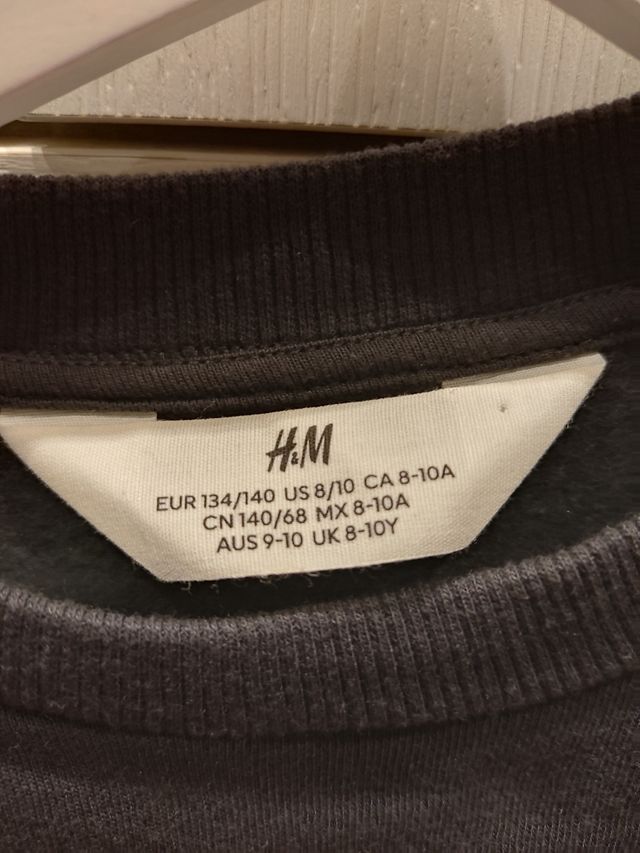 H&M
EUR 134/140 US 8/10 CA 8-10A
CN 140/68 MX 8-10A
AUS 9-10 UK 8-10Y